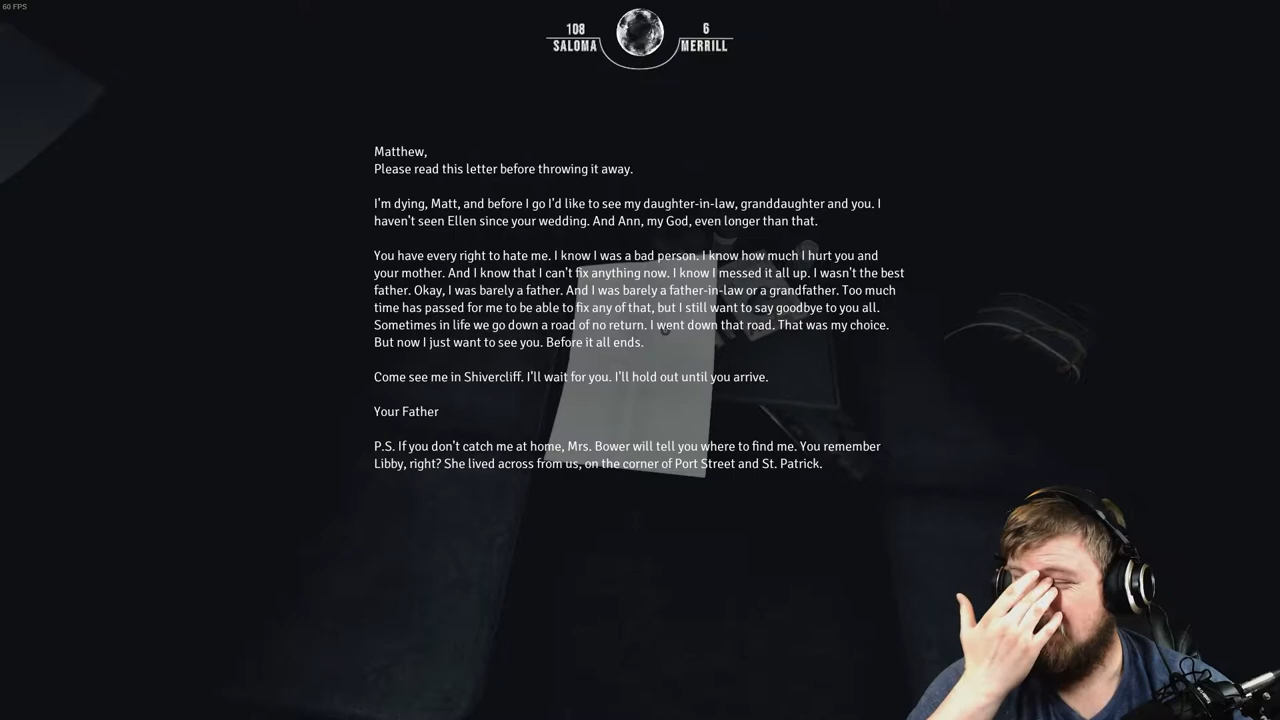 60 FPS
108
SALOMA
6
MERRILL
Matthew,
Please read this letter before throwing it away.
I'm dying, Matt, and before I go I'd like to see my daughter-in-law, granddaughter and you. I
haven't seen Ellen since your wedding. And Ann, my God, even longer than that.
You have every right to hate me. I know I was a bad person. I know how much I hurt you and
your mother. And I know that I can't fix anything now. I know I messed it all up. I wasn't the best
father. Okay, I was barely a father. And I was barely a father-in-law or a grandfather. Too much
time has passed for me to be able to fix any of that, but I still want to say goodbye to you all.
Sometimes in life we go down a road of no return. I went down that road. That was my choice.
But now I just want to see you. Before it all ends.
Come see me in Shivercliff. I'll wait for you. I'll hold out until you arrive.
Your Father
P.S. If you don't catch me at home, Mrs. Bower will tell you where to find me. You remember
Libby, right? She lived across from us, on the corner of Port Street and St. Patrick.